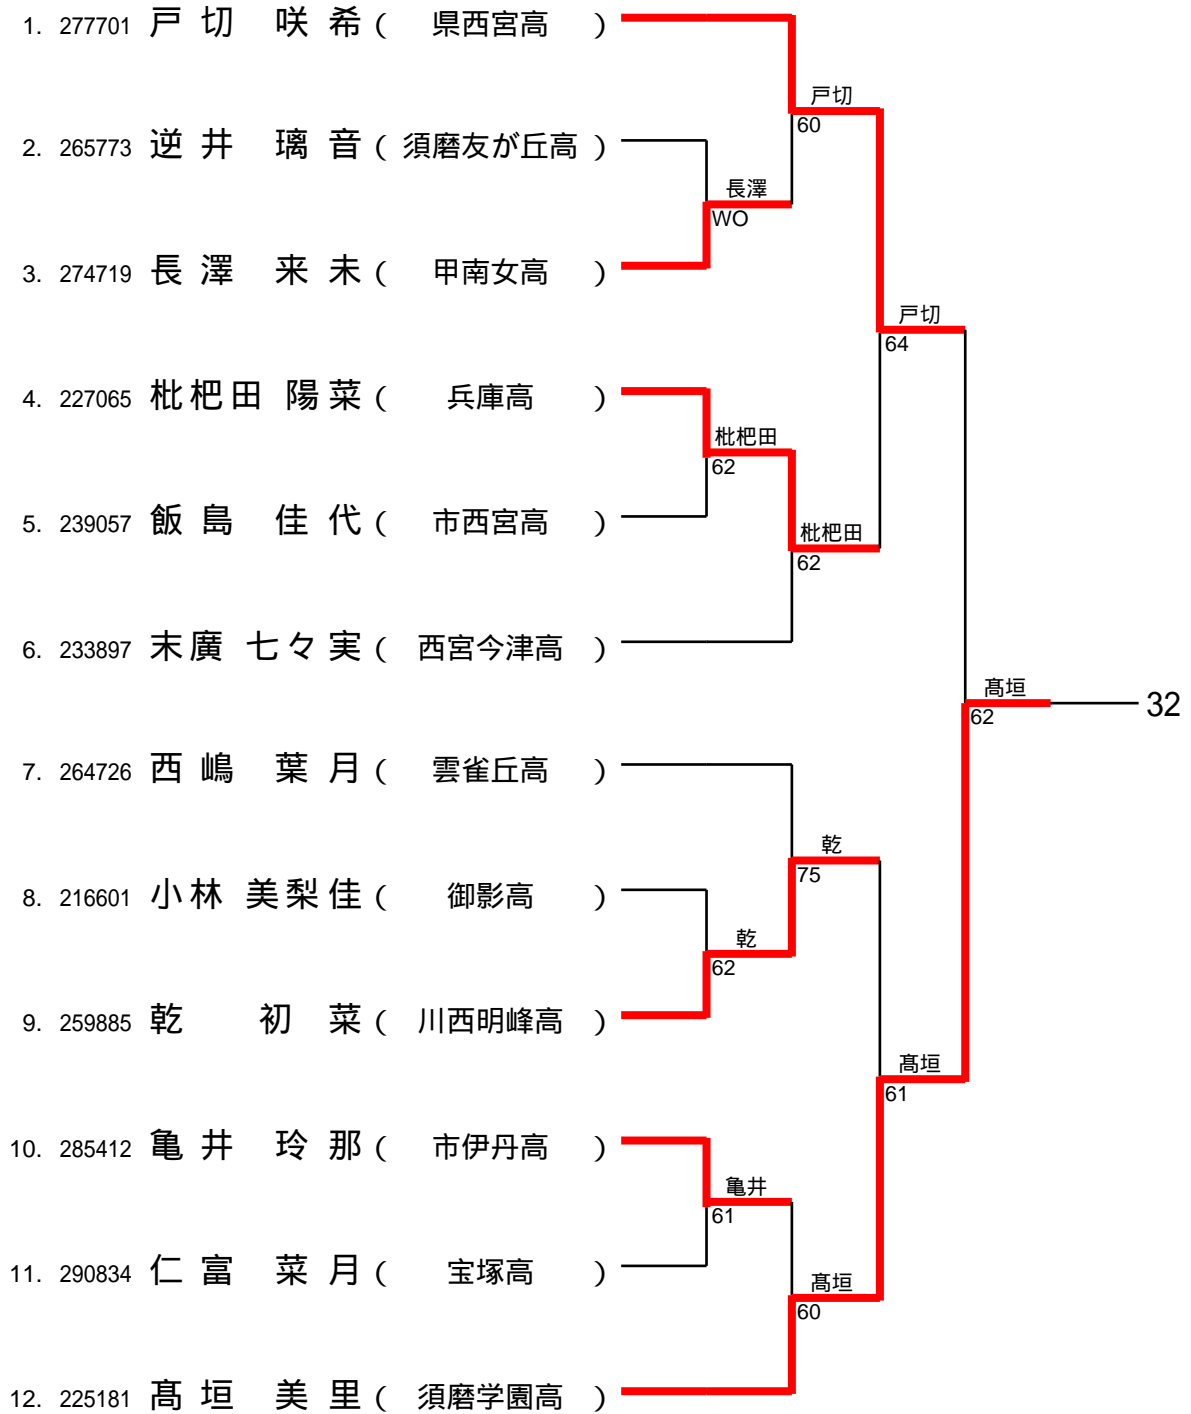 1. 277701 戸切 咲希 ( 県西宮高 )
戸切
60
2. 265773 逆井 璃音 ( 須磨友が丘高 )
長澤
WO
3. 274719 長澤 来未 ( 甲南女高 )
戸切
64
4. 227065 枇杷田 陽菜 ( 兵庫高 )
枇杷田
62
5. 239057 飯島 佳代 ( 市西宮高 )
枇杷田
62
6. 233897 末廣 七々実 ( 西宮今津高 )
髙垣
62
32
7. 264726 西嶋 葉月 ( 雲雀丘高 )
乾
75
8. 216601 小林 美梨佳 ( 御影高 )
乾
62
9. 259885 乾 初菜 ( 川西明峰高 )
髙垣
61
10. 285412 亀井 玲那 ( 市伊丹高 )
亀井
61
11. 290834 仁富 菜月 ( 宝塚高 )
髙垣
60
12. 225181 髙垣 美里 ( 須磨学園高 )